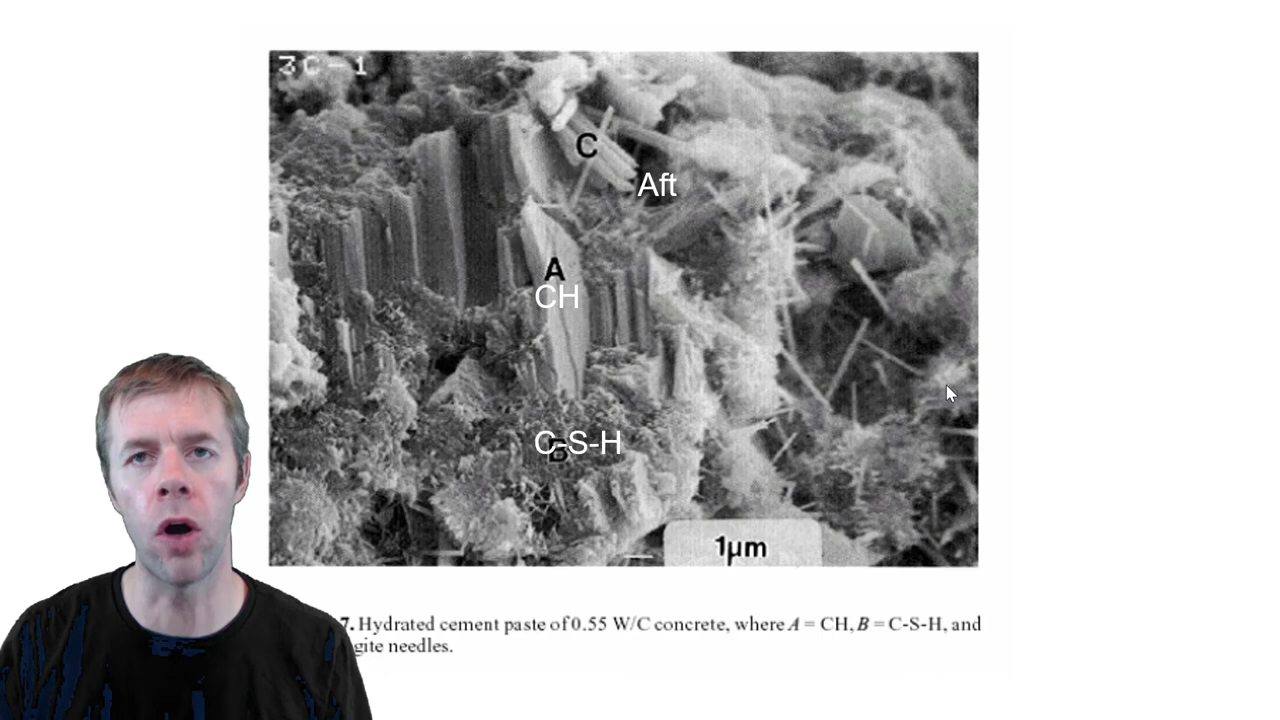 3C-1
C
Aft
A
CH
C-S-H
B
1µm
7. Hydrated cement paste of 0.55 W/C concrete, where A = CH, B = C-S-H, and
gite needles.